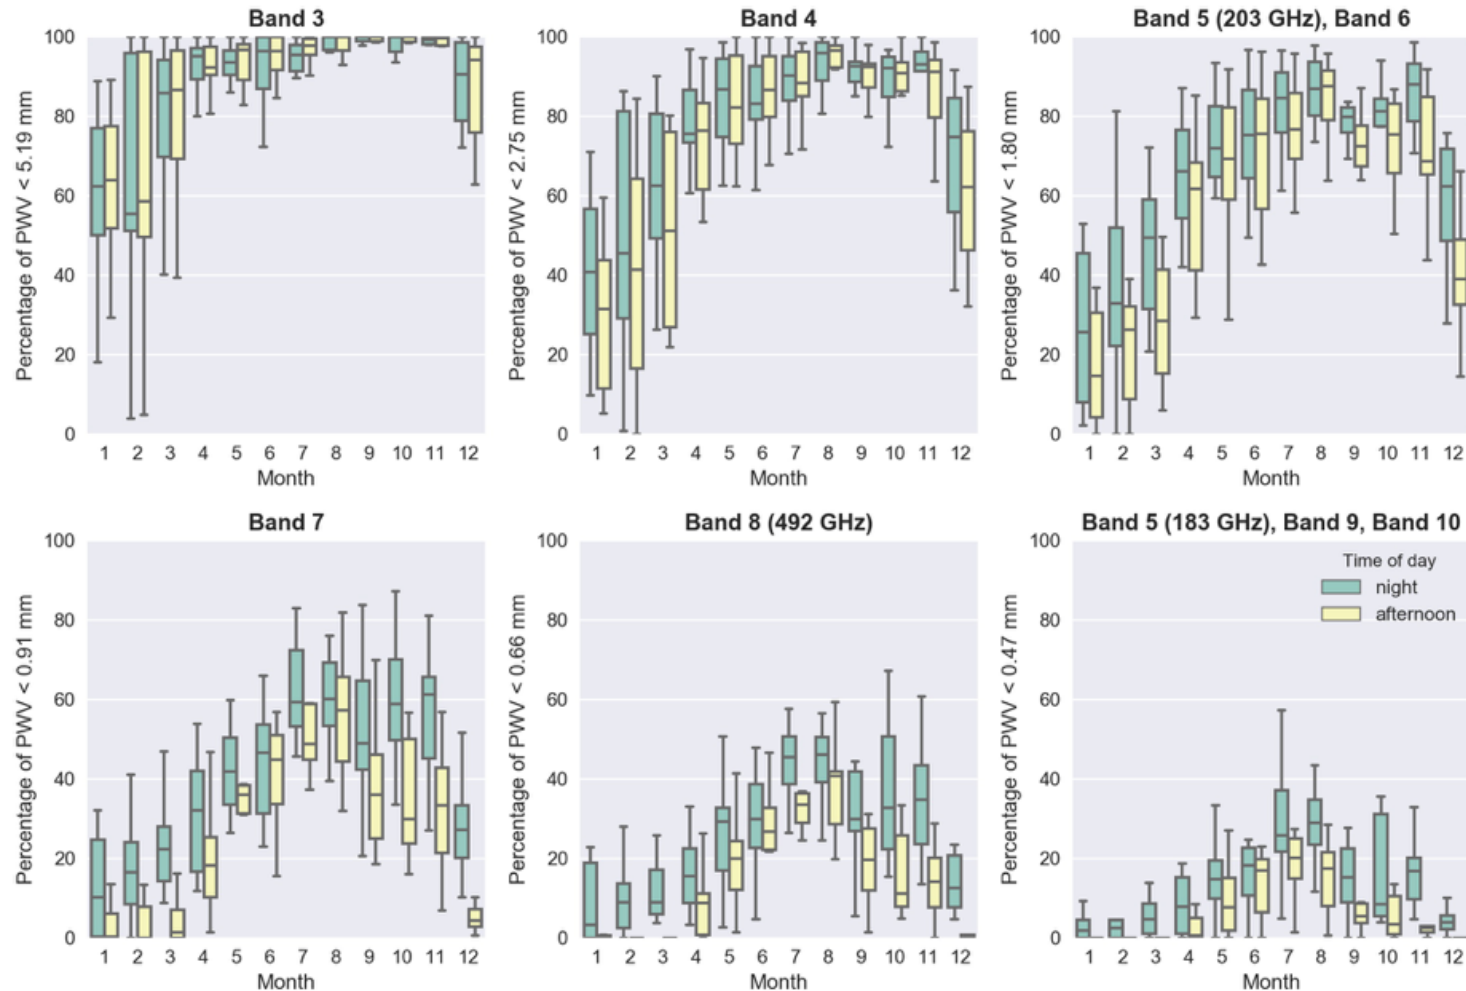 Band 3
Percentage of PWV < 5.19 mm
100
80
60
40
20
0
1 2 3 4 5 6 7 8 9 10 11 12
Month
Band 4
Percentage of PWV < 2.75 mm
100
80
60
40
20
0
1 2 3 4 5 6 7 8 9 10 11 12
Month
Band 5 (203 GHz), Band 6
Percentage of PWV < 1.80 mm
100
80
60
40
20
0
1 2 3 4 5 6 7 8 9 10 11 12
Month
Band 7
Percentage of PWV < 0.91 mm
100
80
60
40
20
0
1 2 3 4 5 6 7 8 9 10 11 12
Month
Band 8 (492 GHz)
Percentage of PWV < 0.66 mm
100
80
60
40
20
0
1 2 3 4 5 6 7 8 9 10 11 12
Month
Band 5 (183 GHz), Band 9, Band 10
Percentage of PWV < 0.47 mm
100
80
60
40
20
0
Time of day
night
afternoon
1 2 3 4 5 6 7 8 9 10 11 12
Month